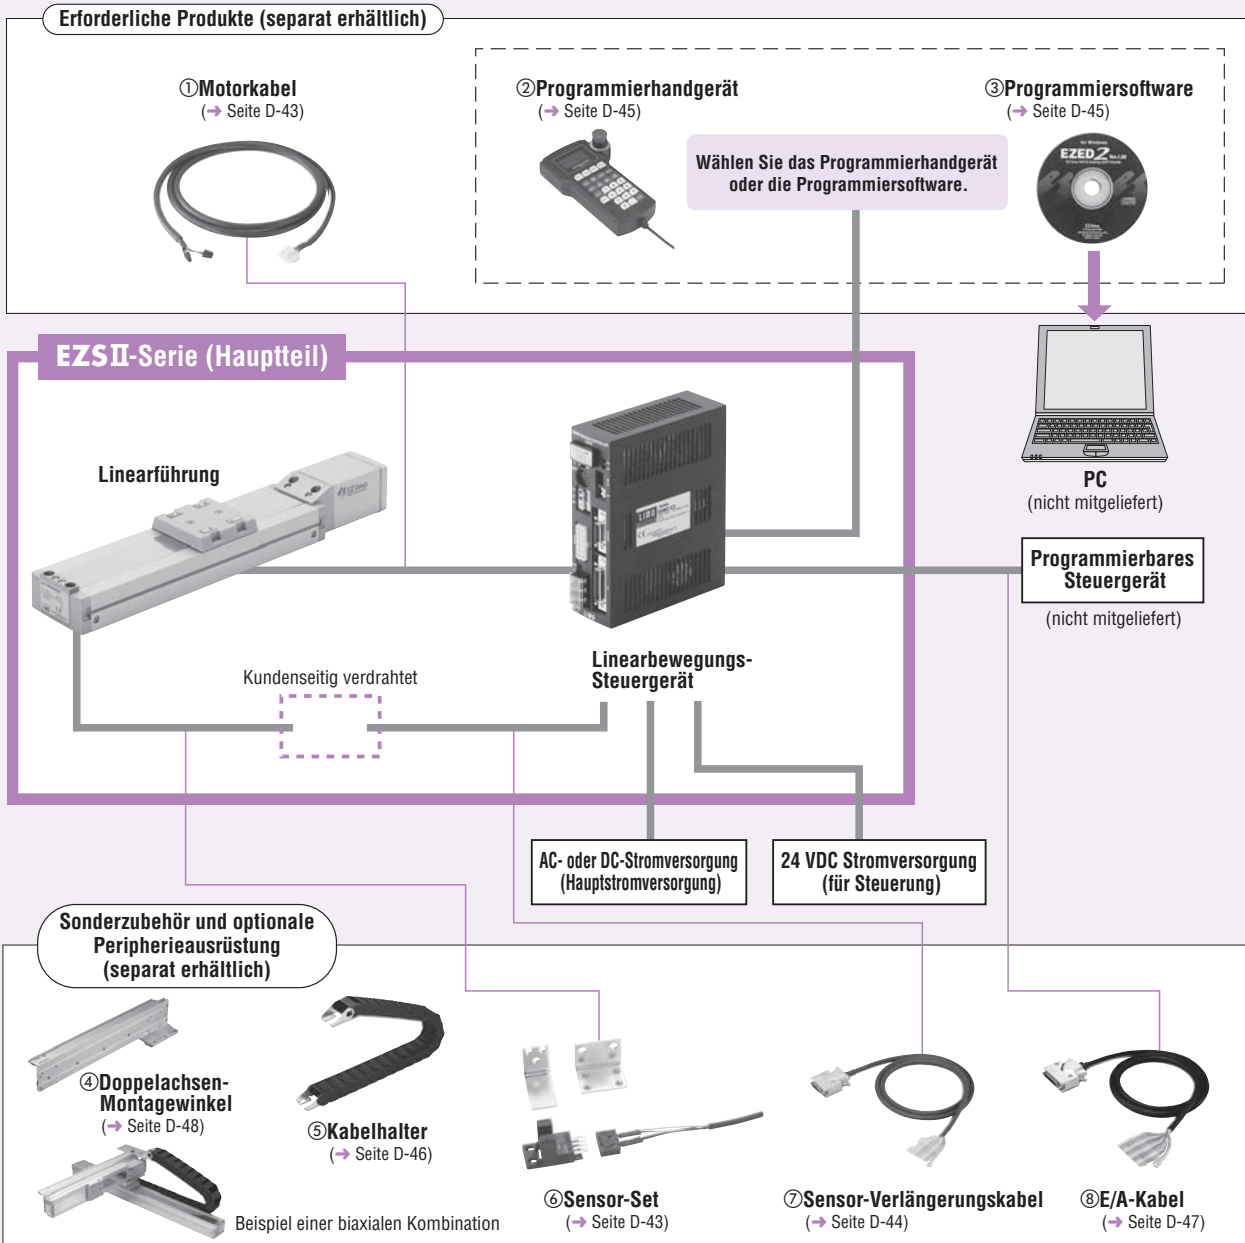 Erforderliche Produkte (separat erhältlich)
①Motorkabel
(➔ Seite D-43)
②Programmierhandgerät
(➔ Seite D-45)
③Programmiersoftware
(➔ Seite D-45)
Wählen Sie das Programmierhandgerät
oder die Programmiersoftware.
EZED2
EZSII-Serie (Hauptteil)
Linearführung
PC
(nicht mitgeliefert)
Programmierbares
Steuergerät
(nicht mitgeliefert)
Linearbewegungs-
Steuergerät
Kundenseitig verdrahtet
AC- oder DC-Stromversorgung
(Hauptstromversorgung)
24 VDC Stromversorgung
(für Steuerung)
Sonderzubehör und optionale
Peripherieausrüstung
(separat erhältlich)
④Doppelachsen-
Montagewinkel
(➔ Seite D-48)
⑤Kabelhalter
(➔ Seite D-46)
Beispiel einer biaxialen Kombination
⑥Sensor-Set
(➔ Seite D-43)
⑦Sensor-Verlängerungskabel
(➔ Seite D-44)
⑧E/A-Kabel
(➔ Seite D-47)